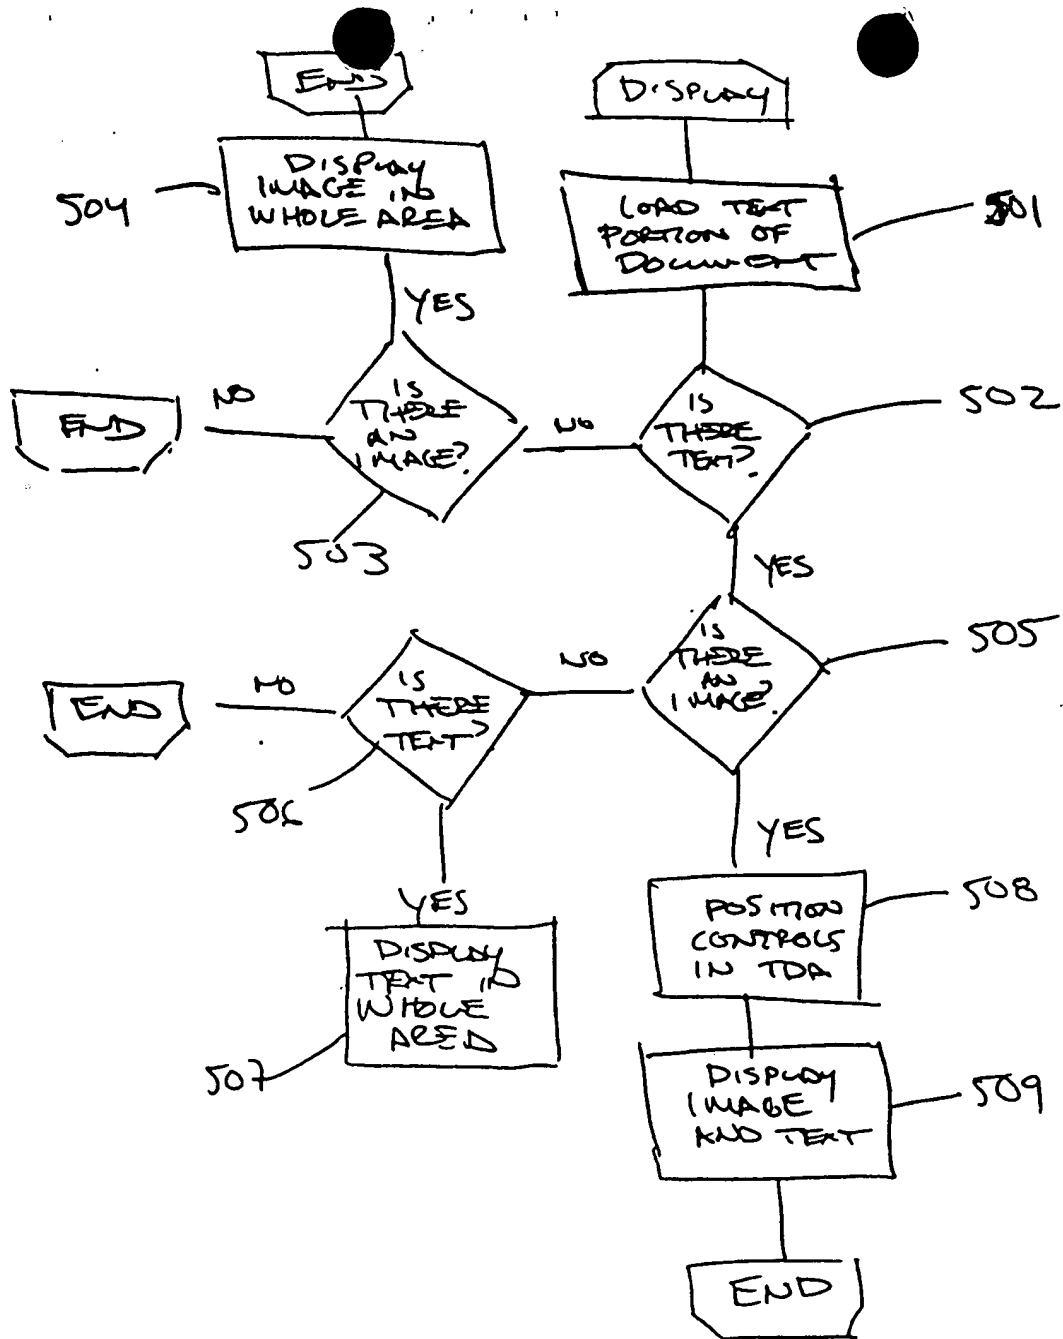 END
DISPLAY
DISPLAY
IMAGE IN
WHOLE AREA
504
LOAD TEXT
PORTION OF
DOCUMENT
501
YES
IS
THERE
AN
IMAGE?
NO
END
503
NO
IS
THERE
TEXT?
502
YES
IS
THERE
AN
IMAGE?
505
NO
IS
THERE
TEXT?
NO
END
506
YES
DISPLAY
TEXT IN
WHOLE
AREA
507
YES
POSITION
CONTROLS
IN TDA
508
DISPLAY
IMAGE
AND TEXT
509
END